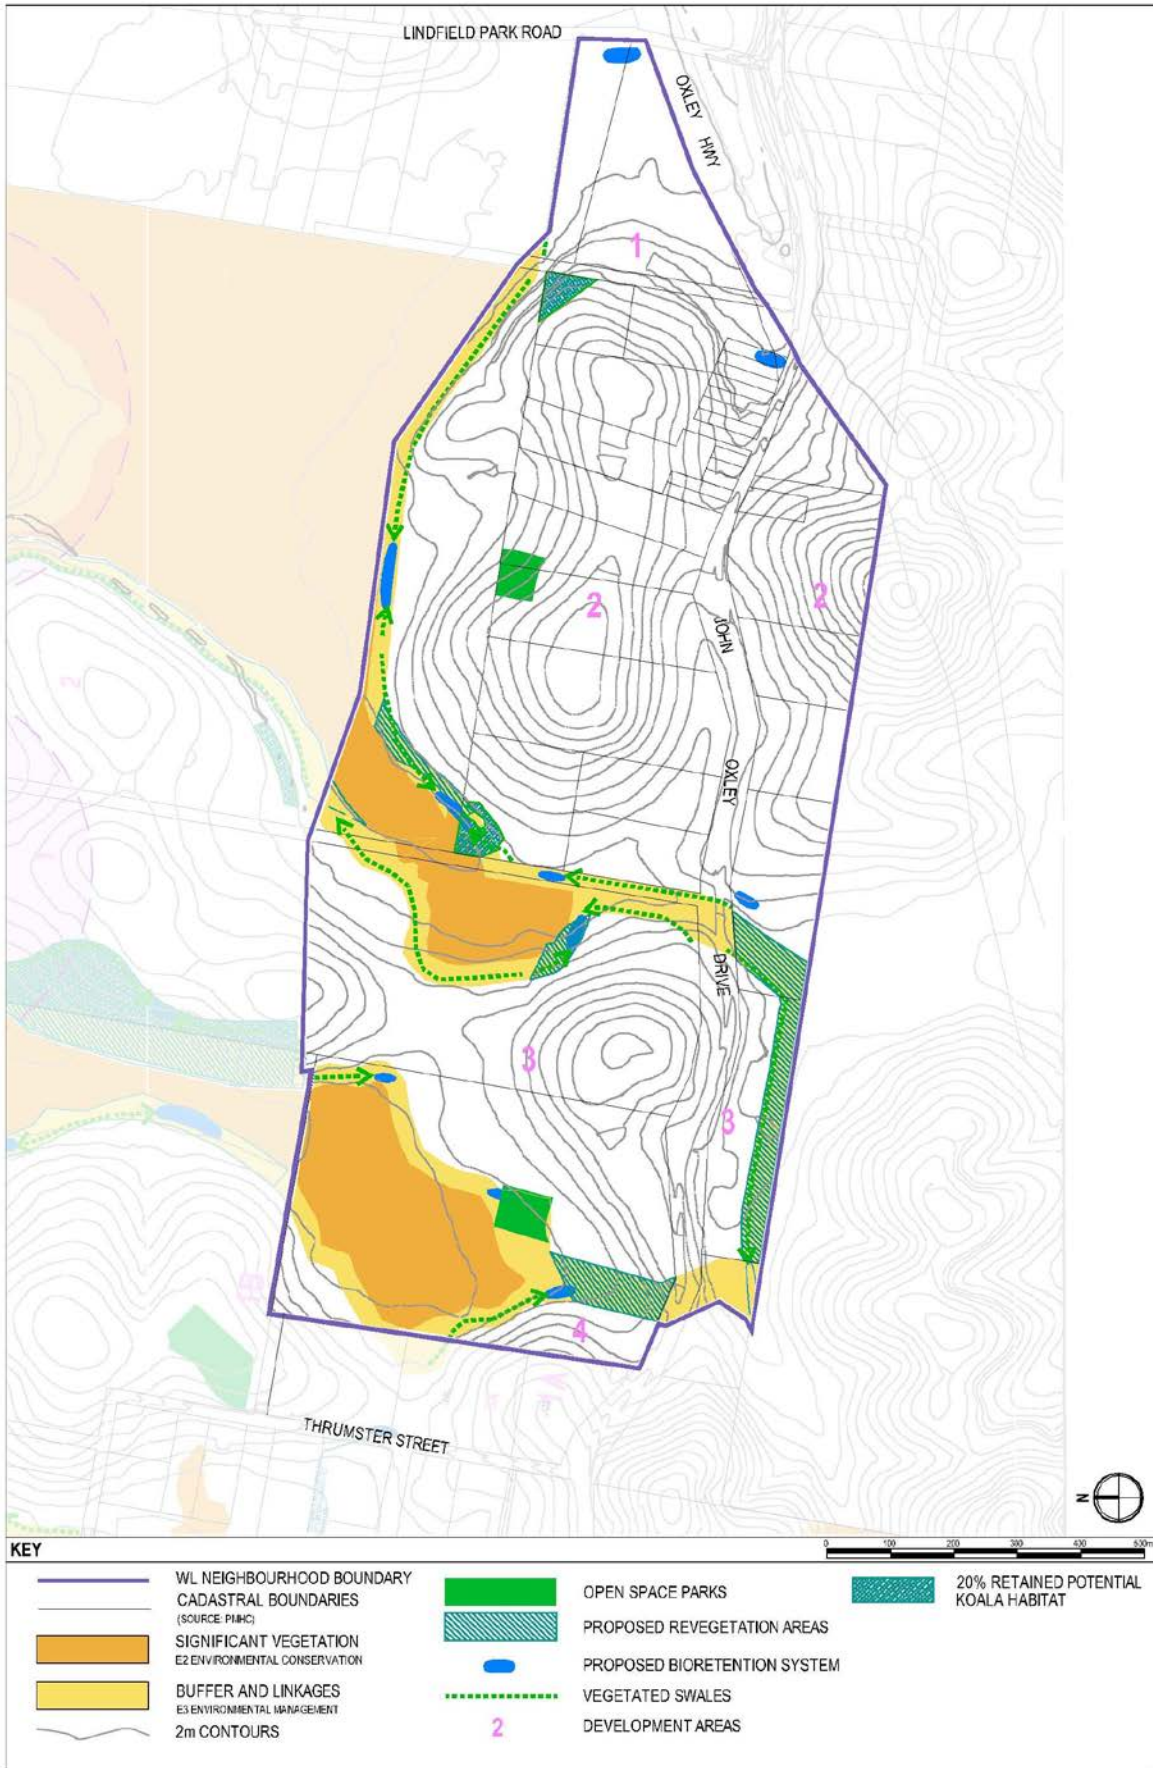 LINDFIELD PARK ROAD
OXLEY HWY
1
2
2
JOHN
OXLEY
DRIVE
3
3
4
THRUMSTER STREET
N
KEY
0 100 200 300 400 500m
WL NEIGHBOURHOOD BOUNDARY
CADASTRAL BOUNDARIES
(SOURCE: PMHC)
SIGNIFICANT VEGETATION
E2 ENVIRONMENTAL CONSERVATION
BUFFER AND LINKAGES
E3 ENVIRONMENTAL MANAGEMENT
2m CONTOURS
OPEN SPACE PARKS
PROPOSED REVEGETATION AREAS
PROPOSED BIORETENTION SYSTEM
VEGETATED SWALES
2
DEVELOPMENT AREAS
20% RETAINED POTENTIAL
KOALA HABITAT